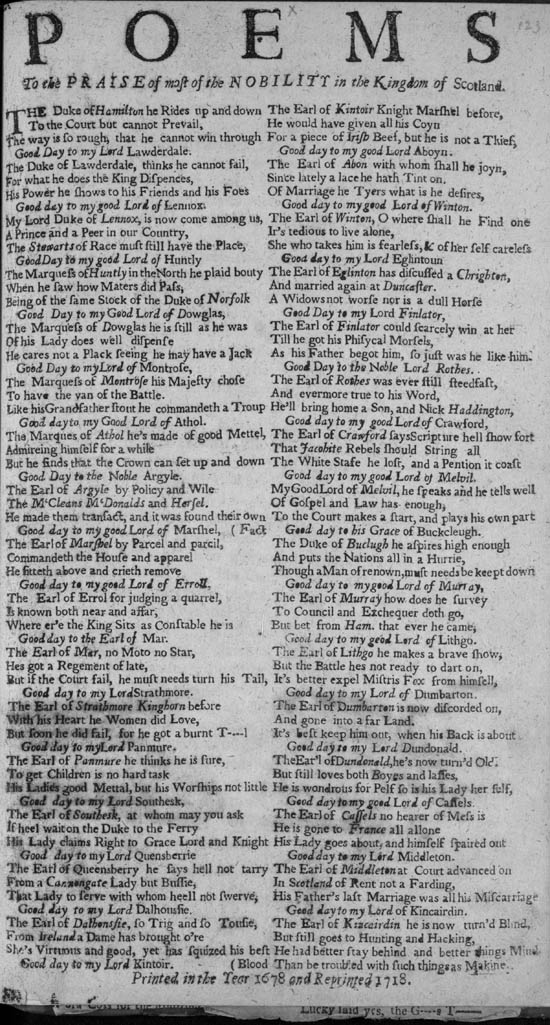 POEMS
To the PRAISE of most of the NOBILITY in the Kingdom of Scotland.
THE Duke of Hamilton he Rides up and down
To the Court but cannot Prevail,
The way is so rough, that he cannot win through
Good Day to my Lord Lawderdale.
The Duke of Lawderdale, thinks he cannot fail,
For what he does the King Dispences,
His Power he shows to his Friends and his Foes
Good day to my good Lord of Lennox.
My Lord Duke of Lennox, is now come among us,
A Prince and a Peer in our Country,
The Stewarts of Race must still have the Place,
Good Day to my good Lord of Huntly
The Marquess of Huntly in the North he plaid bouty
When he saw how Maters did Pass,
Being of the same Stock of the Duke of Norfolk
Good Day to my Good Lord of Dowglas,
The Marquess of Dowglas he is still as he was
Of his Lady does well dispense
He cares not a Plack seeing he may have a Jack
Good Day to my Lord of Montrose,
The Marquess of Montrose his Majesty chose
To have the van of the Battle.
Like his Grandfather stout he commandeth a Troup
Good day to my Good Lord of Athol.
The Marques of Athol he's made of good Mettel,
Admireing himself for a while
But he finds that the Crown can set up and down
Good Day to the Noble Argyle.
The Earl of Argyle by Policy and Wile
The McCleans McDonalds and Hersel.
He made them transact, and it was found their own
Good day to my good Lord of Marshel, ( Fact
The Earl of Marshel by Parcel and parcil,
Commandeth the House and apparel
He sitteth above and crieth remove
Good day to my good Lord of Erroll,
The Earl of Errol for judging a quarrel,
Is known both near and affar,
Where er'e the King Sits as Constable he is
Good day to the Earl of Mar.
The Earl of Mar, no Moto no Star,
Hes got a Regement of late,
But if the Court fail, he must needs turn his Tail,
Good day to my Lord Strathmore.
The Earl of Strathmore Kinghorn before
With his Heart he Women did Love,
But soon he did fail, for he got a burnt T---l
Good day to my Lord Panmure.
The Earl of Panmure he thinks he is sure,
To get Children is no hard task
His Ladies good Mettal, but his Worships not little
Good day to my Lord Southesk,
The Earl of Southesk, at whom may you ask
If heel wait on the Duke to the Ferry
His Lady claims Right to Grace Lord and Knight
Good day to my Lord Quensberrie
The Earl of Queensberry he says hell not tarry
From a Cannongate Lady but Bussie,
That Lady to serve with whom heell not swerve,
Good day to my Lord Dalhousie.
The Earl of Dalhousie, so Trig and so Tousie,
From Ireland a Dame has brought o're
She's Virtuous and good, yet has squized his best
Good day to my Lord Kintoir. ( Blood
The Earl of Kintoir Knight Marshel before,
He would have given all his Coyn
For a piece of Irish Beef, but he is not a Thief,
Good day to my good Lord Aboyn.
The Earl of Abon with whom shall he joyn,
Since lately a lace he hath Tint on.
Of Marriage he Tyers what is he desires,
Good day to my good Lord of Winton.
The Earl of Winton, O where shall he Find one
It's tedious to live alone,
She who takes him is fearless, & of her self careless
Good day to my Lord Eglintoun
The Earl of Eglinton has discussed a Chrighton,
And married again at Duncaster.
A Widows not worse nor is a dull Horse
Good Day to my Lord Finlator,
The Earl of Finlator could scarcely win at her
Till he got his Phisycal Morsels,
As his Father begot him, so just was he like him.
Good Day to the Noble Lord Rothes.
The Earl of Rothes was ever still steedfast,
And evermore true to his Word,
He'll bring home a Son, and Nick Haddington,
Good day to my good Lord of Crawford,
The Earl of Crawford says Scripture hell show fort
That Jacobite Rebels should String all
The White Stafe he lost, and a Pention it coast
Good day to my good Lord of Melvil.
My Good Lord of Melvil, he speaks and he tells well
Of Gospel and Law has enough;
To the Court makes a start, and plays his own part
Good day to his Grace of Buckcleugh.
The Duke of Buclugh he aspires high enough
And puts the Nations all in a Hurrie,
Though a Man of renown, must needs be keept down
Good day to my good Lord of Murray,
The Earl of Murray how does he survey
To Council and Exchequer doth go,
But bet from Ham. that ever he came,
Good day to my good Lord of Lithgo.
The Earl of Lithgo he makes a brave show,
But the Battle hes not ready to dart on,
It's better expel Mistris Fox from himself,
Good day to my Lord of Dumbarton.
The Earl of Dumbarton is now discorded on,
And gone into a far Land.
It's best keep him out, when his Back is about
Good day to my Lord Dundonald.
The Ear'l of Dundonald, he's now turn'd Old.
But still loves both Boyes and lasses,
He is wondrous for Pelf so is his Lady her self,
Good day to my good Lord of Cassels.
The Earl of Cassels no hearer of Mess is
He is gone to France all allone
His Lady goes about, and himself spaired out
Good day to my Lord Middleton.
The Earl of Middleton at Court advanced on
In Scotland of Rent not a Farding,
His Father's last Marriage was all his Miscarriage
Good day to my Lord of Kincairdin.
The Earl of Kincairdin he is now turn'd Blind,
But still goes to Hunting and Hacking,
He had better stay behind and better things Mind
Than be troubled with such things as Makine.
Printed in the Year 1678 and Reprinted 1718.
Lucky laid yes, the G----s T----